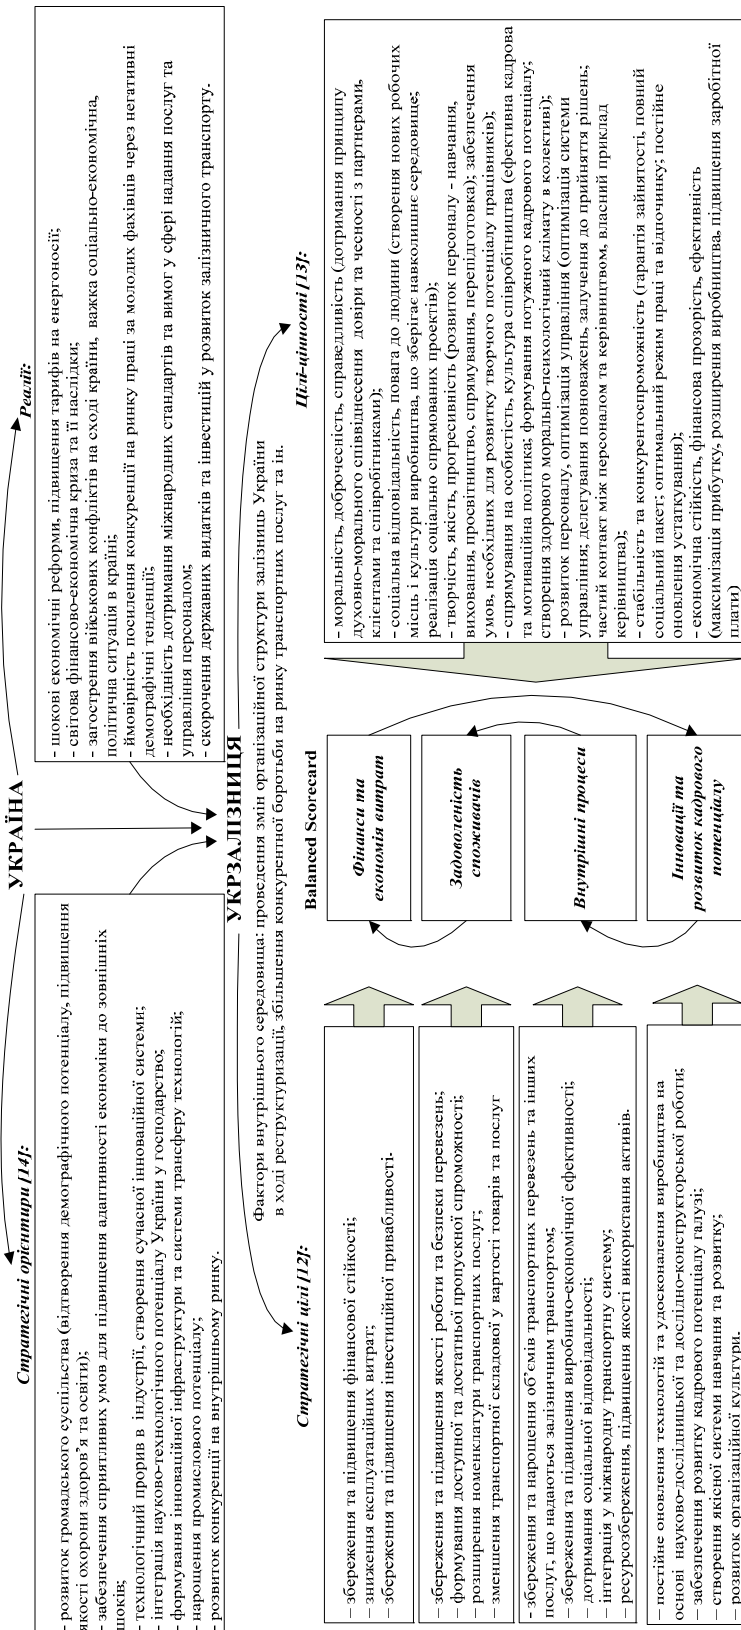 УКРАЇНА
Стратегічні орієнтири [14]:
- розвиток громадського суспільства (відтворення демографічного потенціалу, підвищення
якості охорони здоров’я та освіти);
- забезпечення сприятливих умов для підвищення адаптивності економіки до зовнішніх
шоків;
- технологічний прорив в індустрії, створення сучасної інноваційної системи;
- інтеграція науково-технологічного потенціалу України у господарство;
- формування інноваційної інфраструктури та системи трансферу технологій;
- нарощення промислового потенціалу;
- розвиток конкуренції на внутрішньому ринку.
Реалії:
- шокові економічні реформи, підвищення тарифів на енергоносії;
- світова фінансово-економічна криза та її наслідки;
- загострення військових конфліктів на сході країни, важка соціально-економічна,
політична ситуація в країні;
- ймовірність посилення конкуренції на ринку праці за молодих фахівців через негативні
демографічні тенденції;
- необхідність дотримання міжнародних стандартів та вимог у сфері надання послуг та
управління персоналом;
- скорочення державних видатків та інвестицій у розвиток залізничного транспорту.
УКРЗАЛІЗНИЦЯ
Фактори внутрішнього середовища: проведення змін організаційної структури залізниць України
в ході реструктуризації, збільшення конкурентної боротьби на ринку транспортних послуг та ін.
Стратегічні цілі [12]:
– збереження та підвищення фінансової стійкості;
– зниження експлуатаційних витрат;
– збереження та підвищення інвестиційної привабливості.
– збереження та підвищення якості роботи та безпеки перевезень;
– формування доступної та достатньої пропускної спроможності;
– розширення номенклатури транспортних послуг;
– зменшення транспортної складової у вартості товарів та послуг
- збереження та нарощення об’ємів транспортних перевезень та інших
послуг, що надаються залізничним транспортом;
– збереження та підвищення виробничо-економічної ефективності;
– дотримання соціальної відповідальності;
– інтеграція у міжнародну транспортну систему;
– ресурсозбереження, підвищення якості використання активів.
– постійне оновлення технологій та удосконалення виробництва на
основі науково-дослідницької та дослідно-конструкторської роботи;
– забезпечення розвитку кадрового потенціалу галузі;
– створення якісної системи навчання та розвитку;
– розвиток організаційної культури.
Balanced Scorecard
Фінанси та
економія витрат
Задоволеність
споживачів
Внутрішні процеси
Інновації та
розвиток кадрового
потенціалу
Цілі-цінності [13]:
- моральність, доброчесність, справедливість (дотримання принципу
духовно-морального співвіднесення довіри та чесності з партнерами,
клієнтами та співробітниками);
- соціальна відповідальність, повага до людини (створення нових робочих
місць і культури виробництва, що зберігає навколишнє середовище;
реалізація соціально спрямованих проектів);
- творчість, якість, прогресивність (розвиток персоналу - навчання,
виховання, просвітництво, спрямування, перепідготовка); забезпечення
умов, необхідних для розвитку творчого потенціалу працівників);
- спрямування на особистість, культура співробітництва (ефективна кадрова
та мотиваційна політика; формування потужного кадрового потенціалу;
створення здорового морально-психологічний клімату в колективі);
- розвиток персоналу, оптимізація управління (оптимізація системи
управління; делегування повноважень, залучення до прийняття рішень;
частий контакт між персоналом та керівництвом, власний приклад
керівництва);
- стабільність та конкурентоспроможність (гарантія зайнятості, повний
соціальний пакет; оптимальний режим праці та відпочинку; постійне
оновлення устаткування);
- економічна стійкість, фінансова прозорість, ефективність
(максимізація прибутку, розширення виробництва, підвищення заробітної
плати)